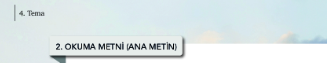 4. Tema
2. OKUMA METNİ (ANA METİN)